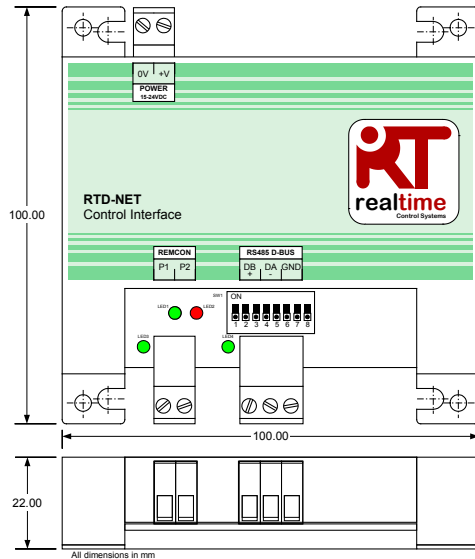 0V +V
POWER
15-24VDC
RT
realtime
Control Systems
100.00
RTD-NET
Control Interface
REMCON
RS485 D-BUS
P1 P2
DB DA GND
+ -
SW1 ON
LED1
LED2
1 2 3 4 5 6 7 8
LED3
LED4
100.00
22.00
All dimensions in mm